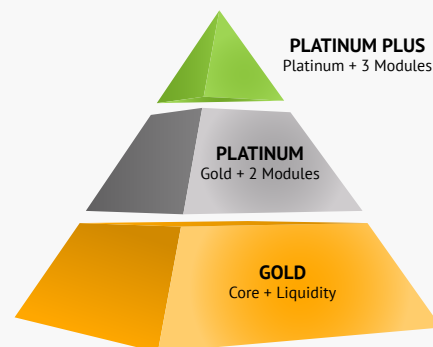 PLATINUM PLUS
Platinum + 3 Modules
PLATINUM
Gold + 2 Modules
GOLD
Core + Liquidity